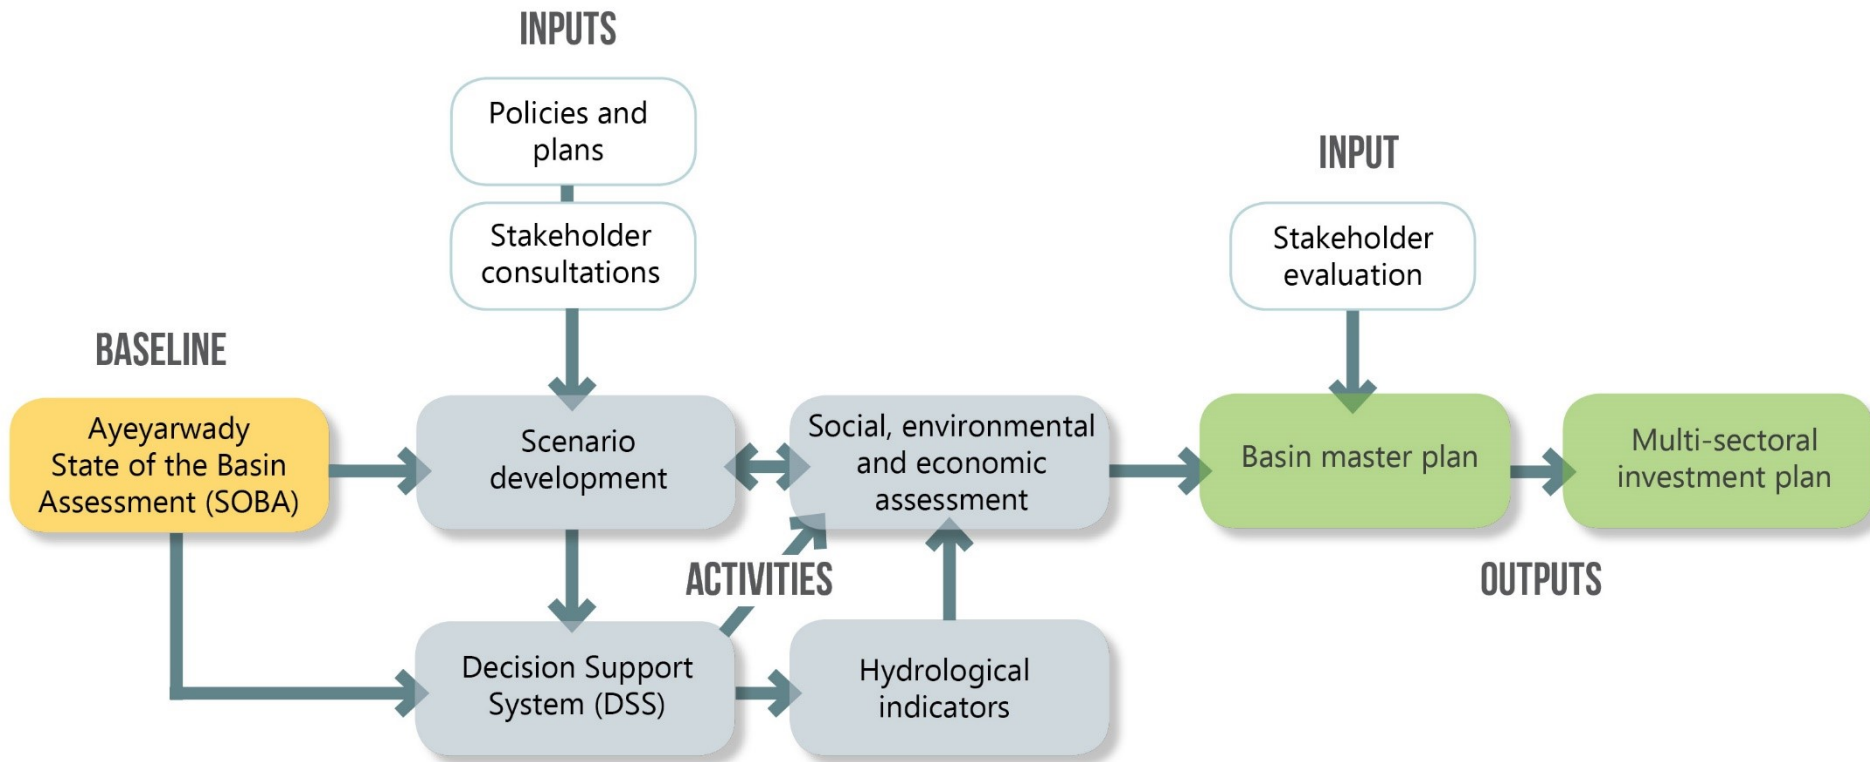 INPUTS
Policies and
plans
Stakeholder
consultations
INPUT
Stakeholder
evaluation
BASELINE
Ayeyarwady
State of the Basin
Assessment (SOBA)
Scenario
development
Social, environmental
and economic
assessment
Basin master plan
Multi-sectoral
investment plan
ACTIVITIES
OUTPUTS
Decision Support
System (DSS)
Hydrological
indicators